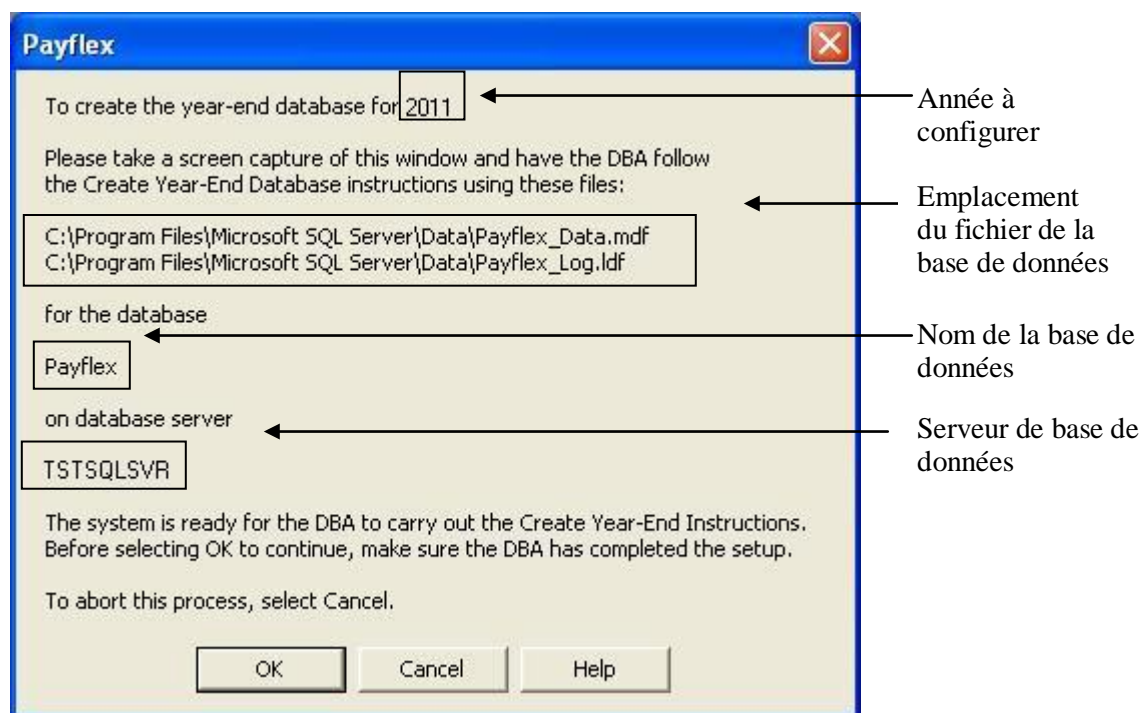 Payflex
To create the year-end database for 2011
Please take a screen capture of this window and have the DBA follow
the Create Year-End Database instructions using these files:
C:\Program Files\Microsoft SQL Server\Data\Payflex_Data.mdf
C:\Program Files\Microsoft SQL Server\Data\Payflex_Log.ldf
for the database
Payflex
on database server
TSTSQLSVR
The system is ready for the DBA to carry out the Create Year-End Instructions.
Before selecting OK to continue, make sure the DBA has completed the setup.
To abort this process, select Cancel.
OK
Cancel
Help
Année à
configurer
Emplacement
du fichier de la
base de données
Nom de la base de
données
Serveur de base de
données